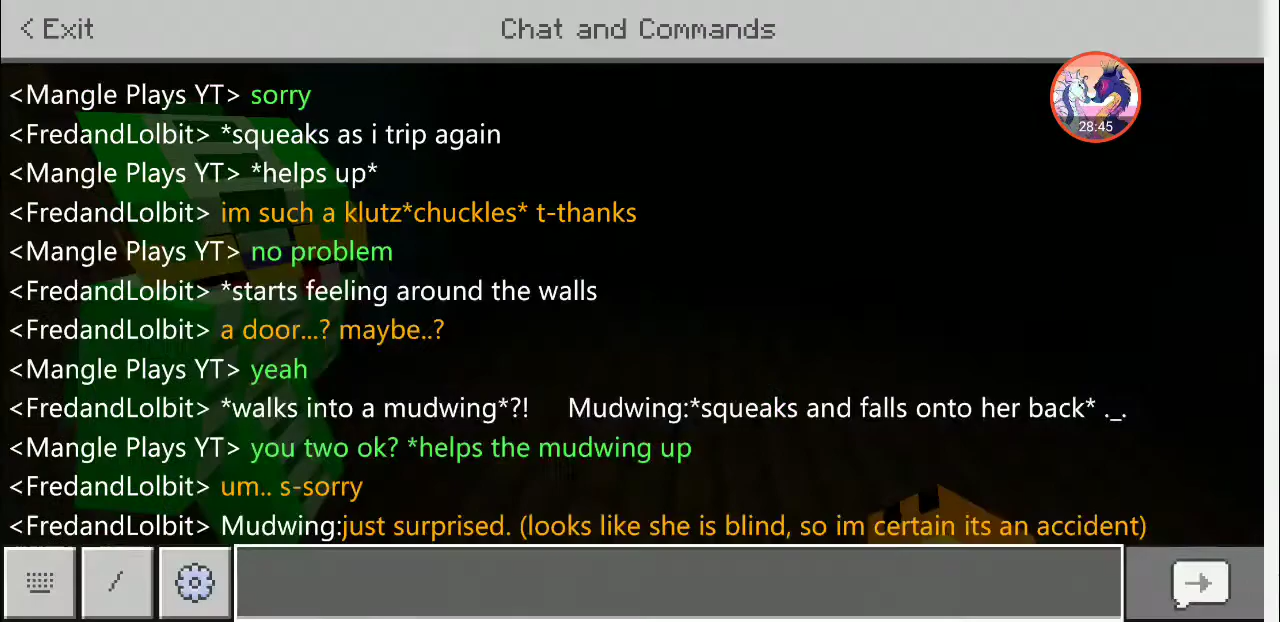 < Exit
Chat and Commands
<Mangle Plays YT> sorry
28:45
<FredandLolbit> *squeaks as i trip again
<Mangle Plays YT> *helps up*
<FredandLolbit> im such a klutz*chuckles* t-thanks
<Mangle Plays YT> no problem
<FredandLolbit> *starts feeling around the walls
<FredandLolbit> a door...? maybe..?
<Mangle Plays YT> yeah
<FredandLolbit> *walks into a mudwing*?! Mudwing:*squeaks and falls onto her back* ._.
<Mangle Plays YT> you two ok? *helps the mudwing up
<FredandLolbit> um.. s-sorry
<FredandLolbit> Mudwing:just surprised. (looks like she is blind, so im certain its an accident)
/